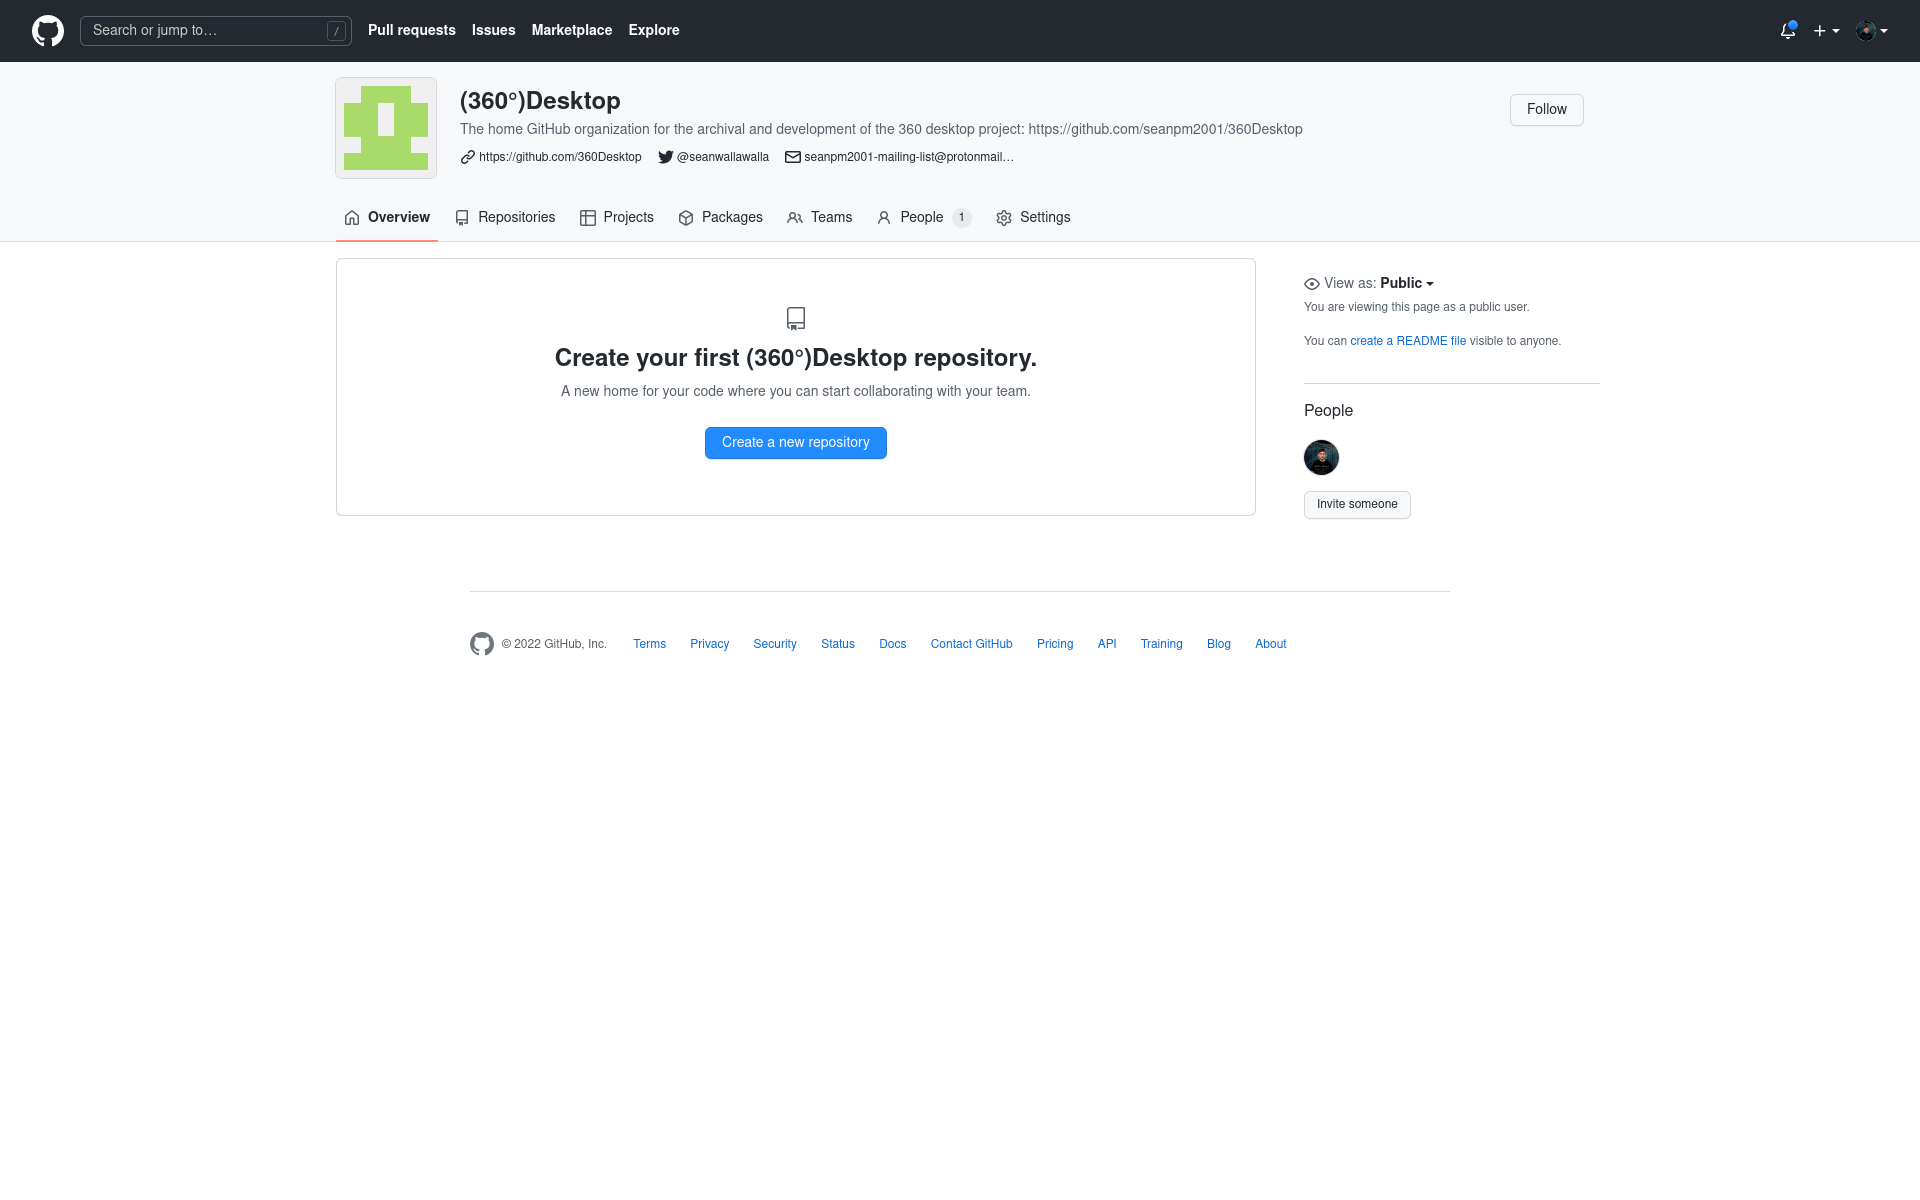 Search or jump to… /
Pull requests Issues Marketplace Explore
(360°)Desktop
Follow
The home GitHub organization for the archival and development of the 360 desktop project: https://github.com/seanpm2001/360Desktop
https://github.com/360Desktop @seanwallawalla seanpm2001-mailing-list@protonmail…
Overview Repositories Projects Packages Teams People 1 Settings
Create your first (360°)Desktop repository.
A new home for your code where you can start collaborating with your team.
Create a new repository
View as: Public
You are viewing this page as a public user.
You can create a README file visible to anyone.
People
Invite someone
© 2022 GitHub, Inc. Terms Privacy Security Status Docs Contact GitHub Pricing API Training Blog About